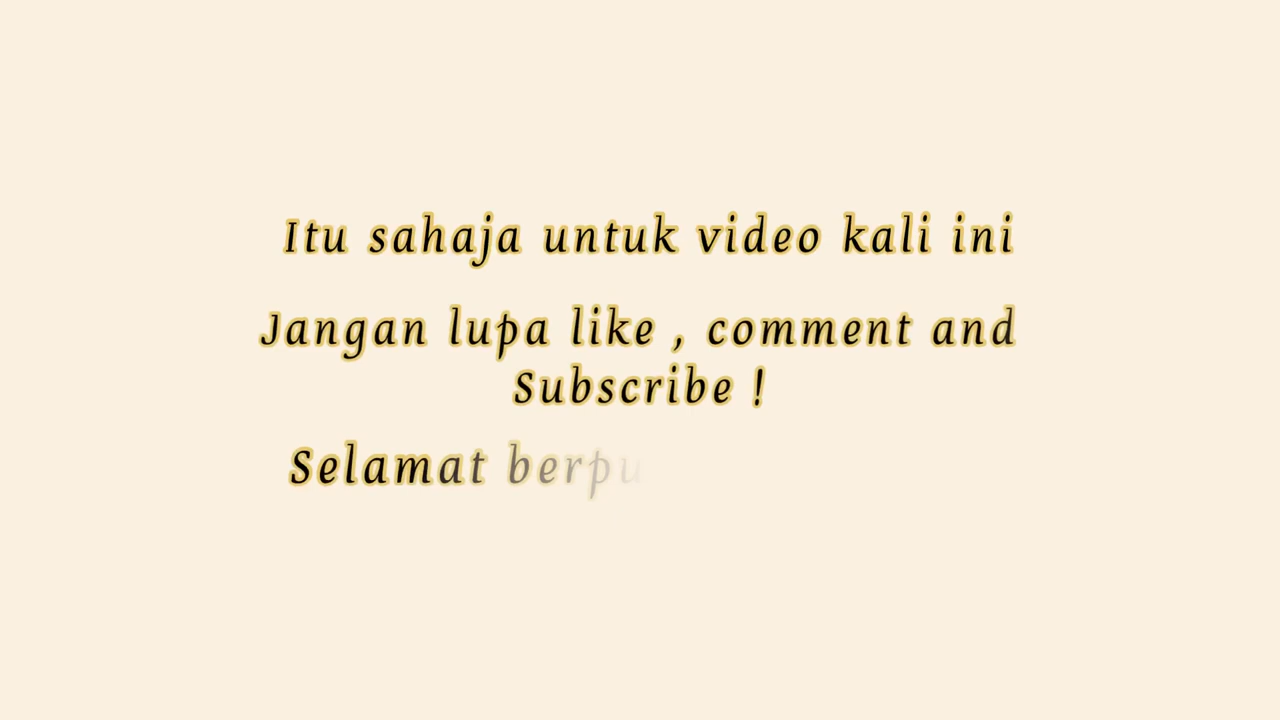 Itu sahaja untuk video kali ini
Jangan lupa like , comment and
Subscribe !
Selamat